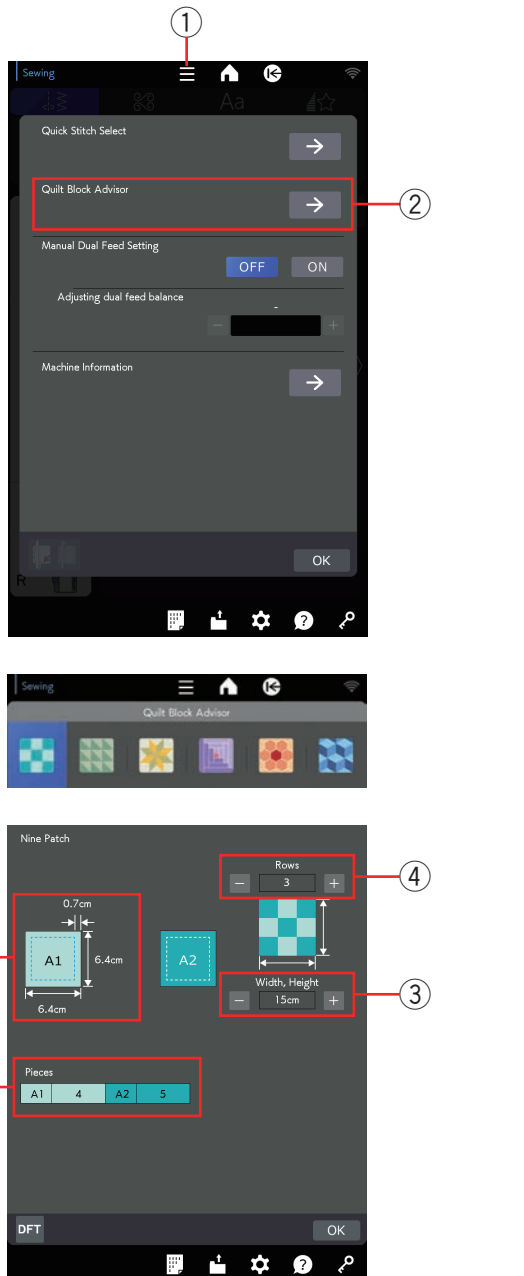 1
Sewing
Aa
Quick Stitch Select
Quilt Block Advisor
2
Manual Dual Feed Setting
OFF ON
Adjusting dual feed balance
-
− +
Machine Information
OK
R
?
Sewing
Quilt Block Advisor
Nine Patch
Rows
− 3 +
4
0.7cm
A1
6.4cm
A2
6.4cm
Width, Height
− 15cm +
3
Pieces
A1 4 A2 5
DFT
OK
?